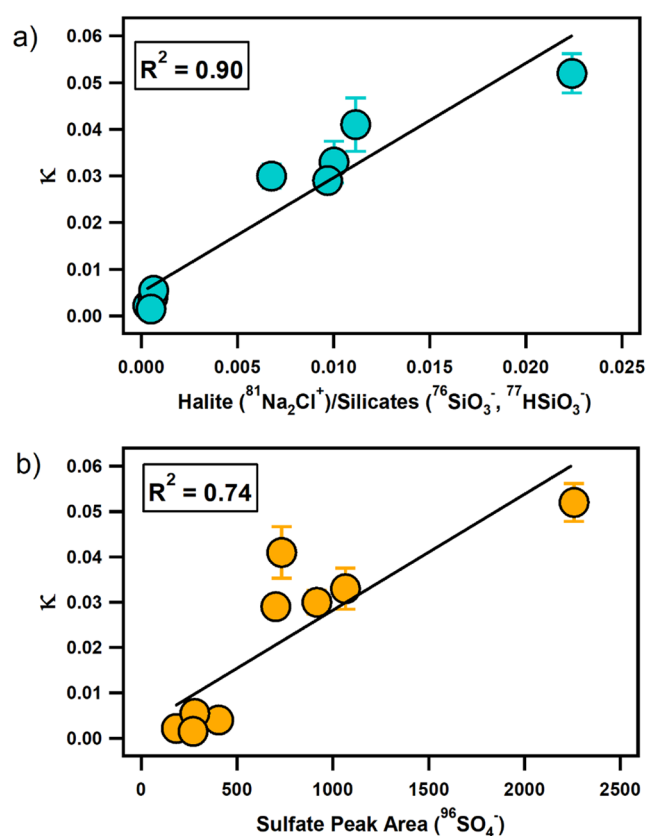 a)
0.06
0.05
0.04
0.03
0.02
0.01
0.00
κ
R² = 0.90
0.000 0.005 0.010 0.015 0.020 0.025
Halite (⁸¹Na₂Cl⁺)/Silicates (⁷⁶SiO₃⁻, ⁷⁷HSiO₃⁻)
b)
0.06
0.05
0.04
0.03
0.02
0.01
0.00
κ
R² = 0.74
0 500 1000 1500 2000 2500
Sulfate Peak Area (⁹⁶SO₄⁻)